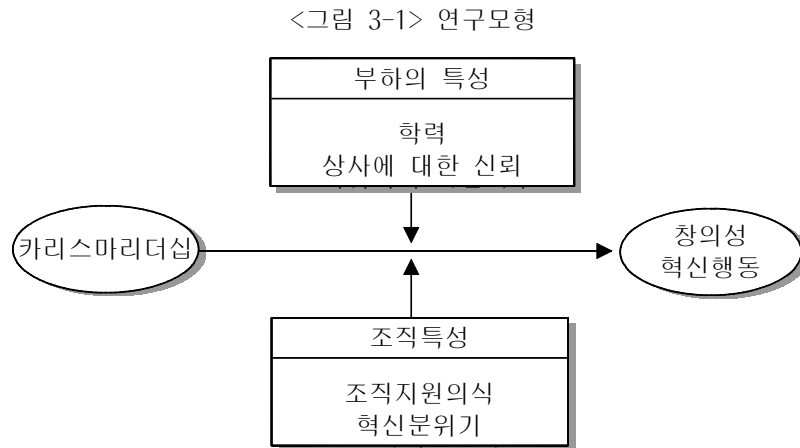 <그림 3-1> 연구모형
부하의 특성
학력
상사에 대한 신뢰
카리스마리더십
창의성
혁신행동
조직특성
조직지원의식
혁신분위기